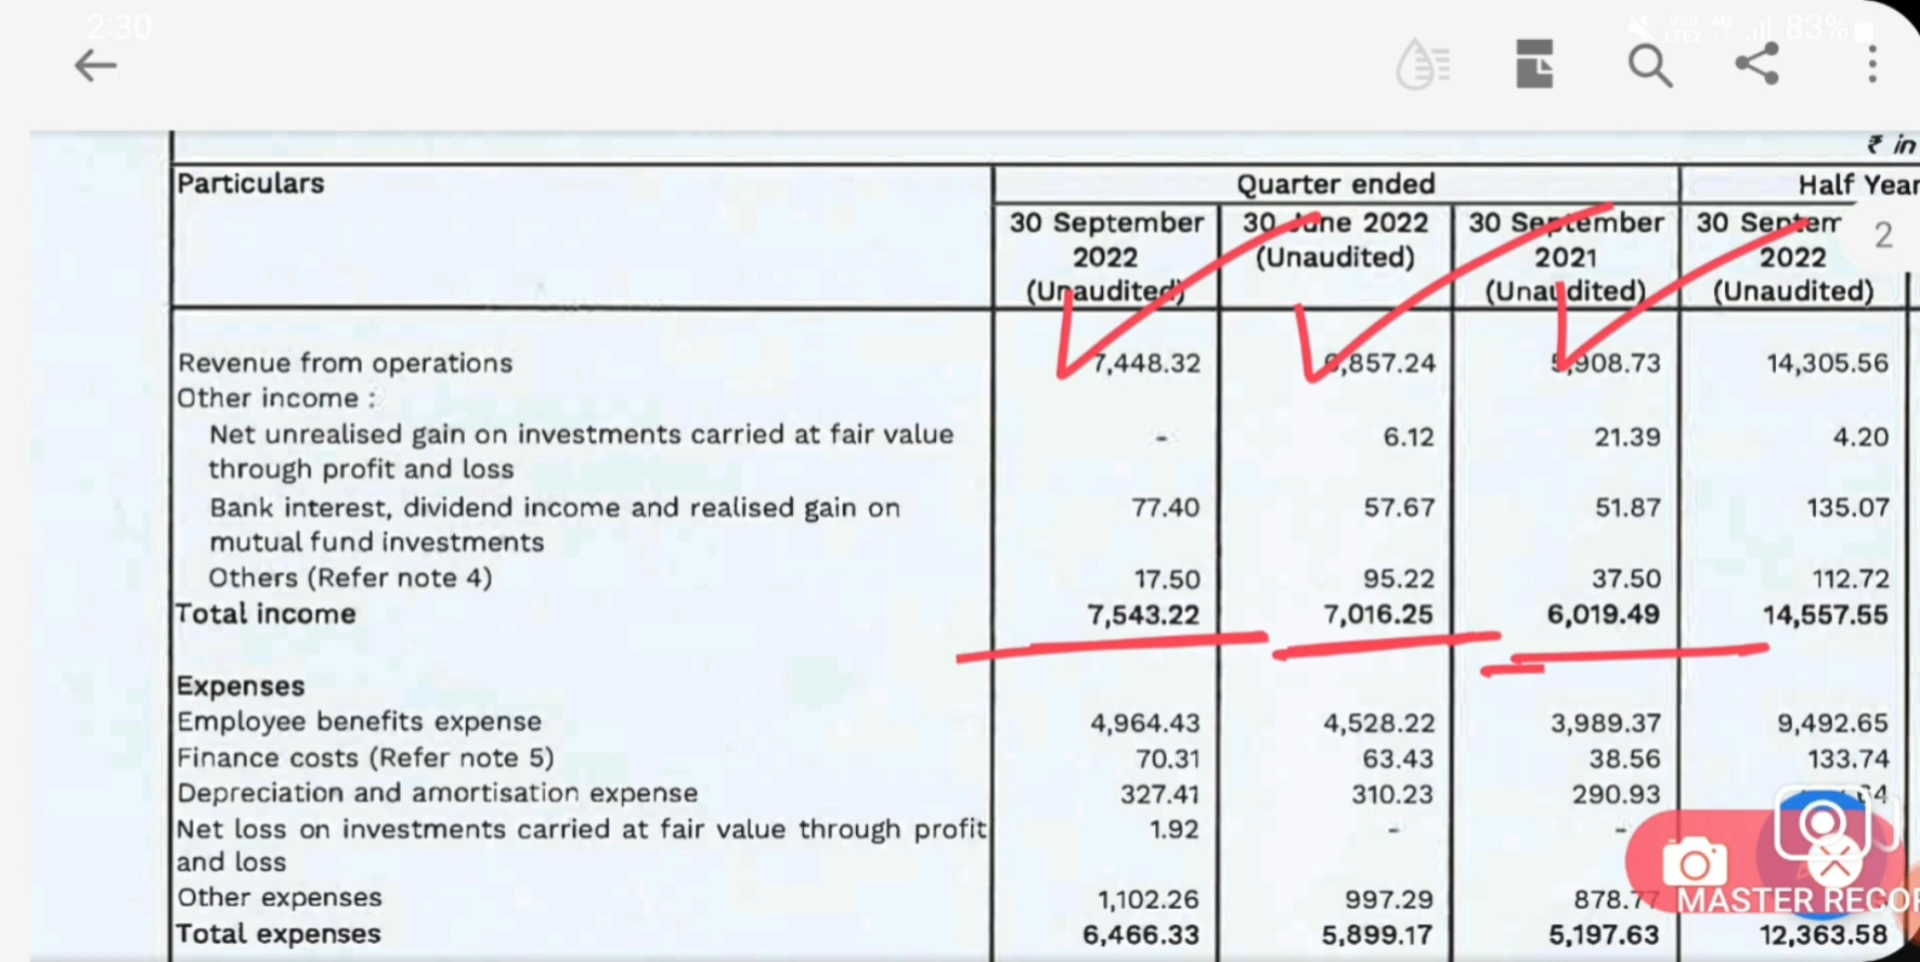 2:30
83%
₹ in
Particulars Quarter ended Half Year
30 September 30 June 2022 30 September 30 Septem 2
2022 (Unaudited) 2021 2022
(Unaudited) (Unaudited) (Unaudited)
Revenue from operations 7,448.32 6,857.24 5,908.73 14,305.56
Other income :
Net unrealised gain on investments carried at fair value - 6.12 21.39 4.20
through profit and loss
Bank interest, dividend income and realised gain on 77.40 57.67 51.87 135.07
mutual fund investments
Others (Refer note 4) 17.50 95.22 37.50 112.72
Total income 7,543.22 7,016.25 6,019.49 14,557.55
Expenses
Employee benefits expense 4,964.43 4,528.22 3,989.37 9,492.65
Finance costs (Refer note 5) 70.31 63.43 38.56 133.74
Depreciation and amortisation expense 327.41 310.23 290.93
Net loss on investments carried at fair value through profit 1.92 - -
and loss
Other expenses 1,102.26 997.29 878.77
MASTER RECOR
Total expenses 6,466.33 5,899.17 5,197.63 12,363.58